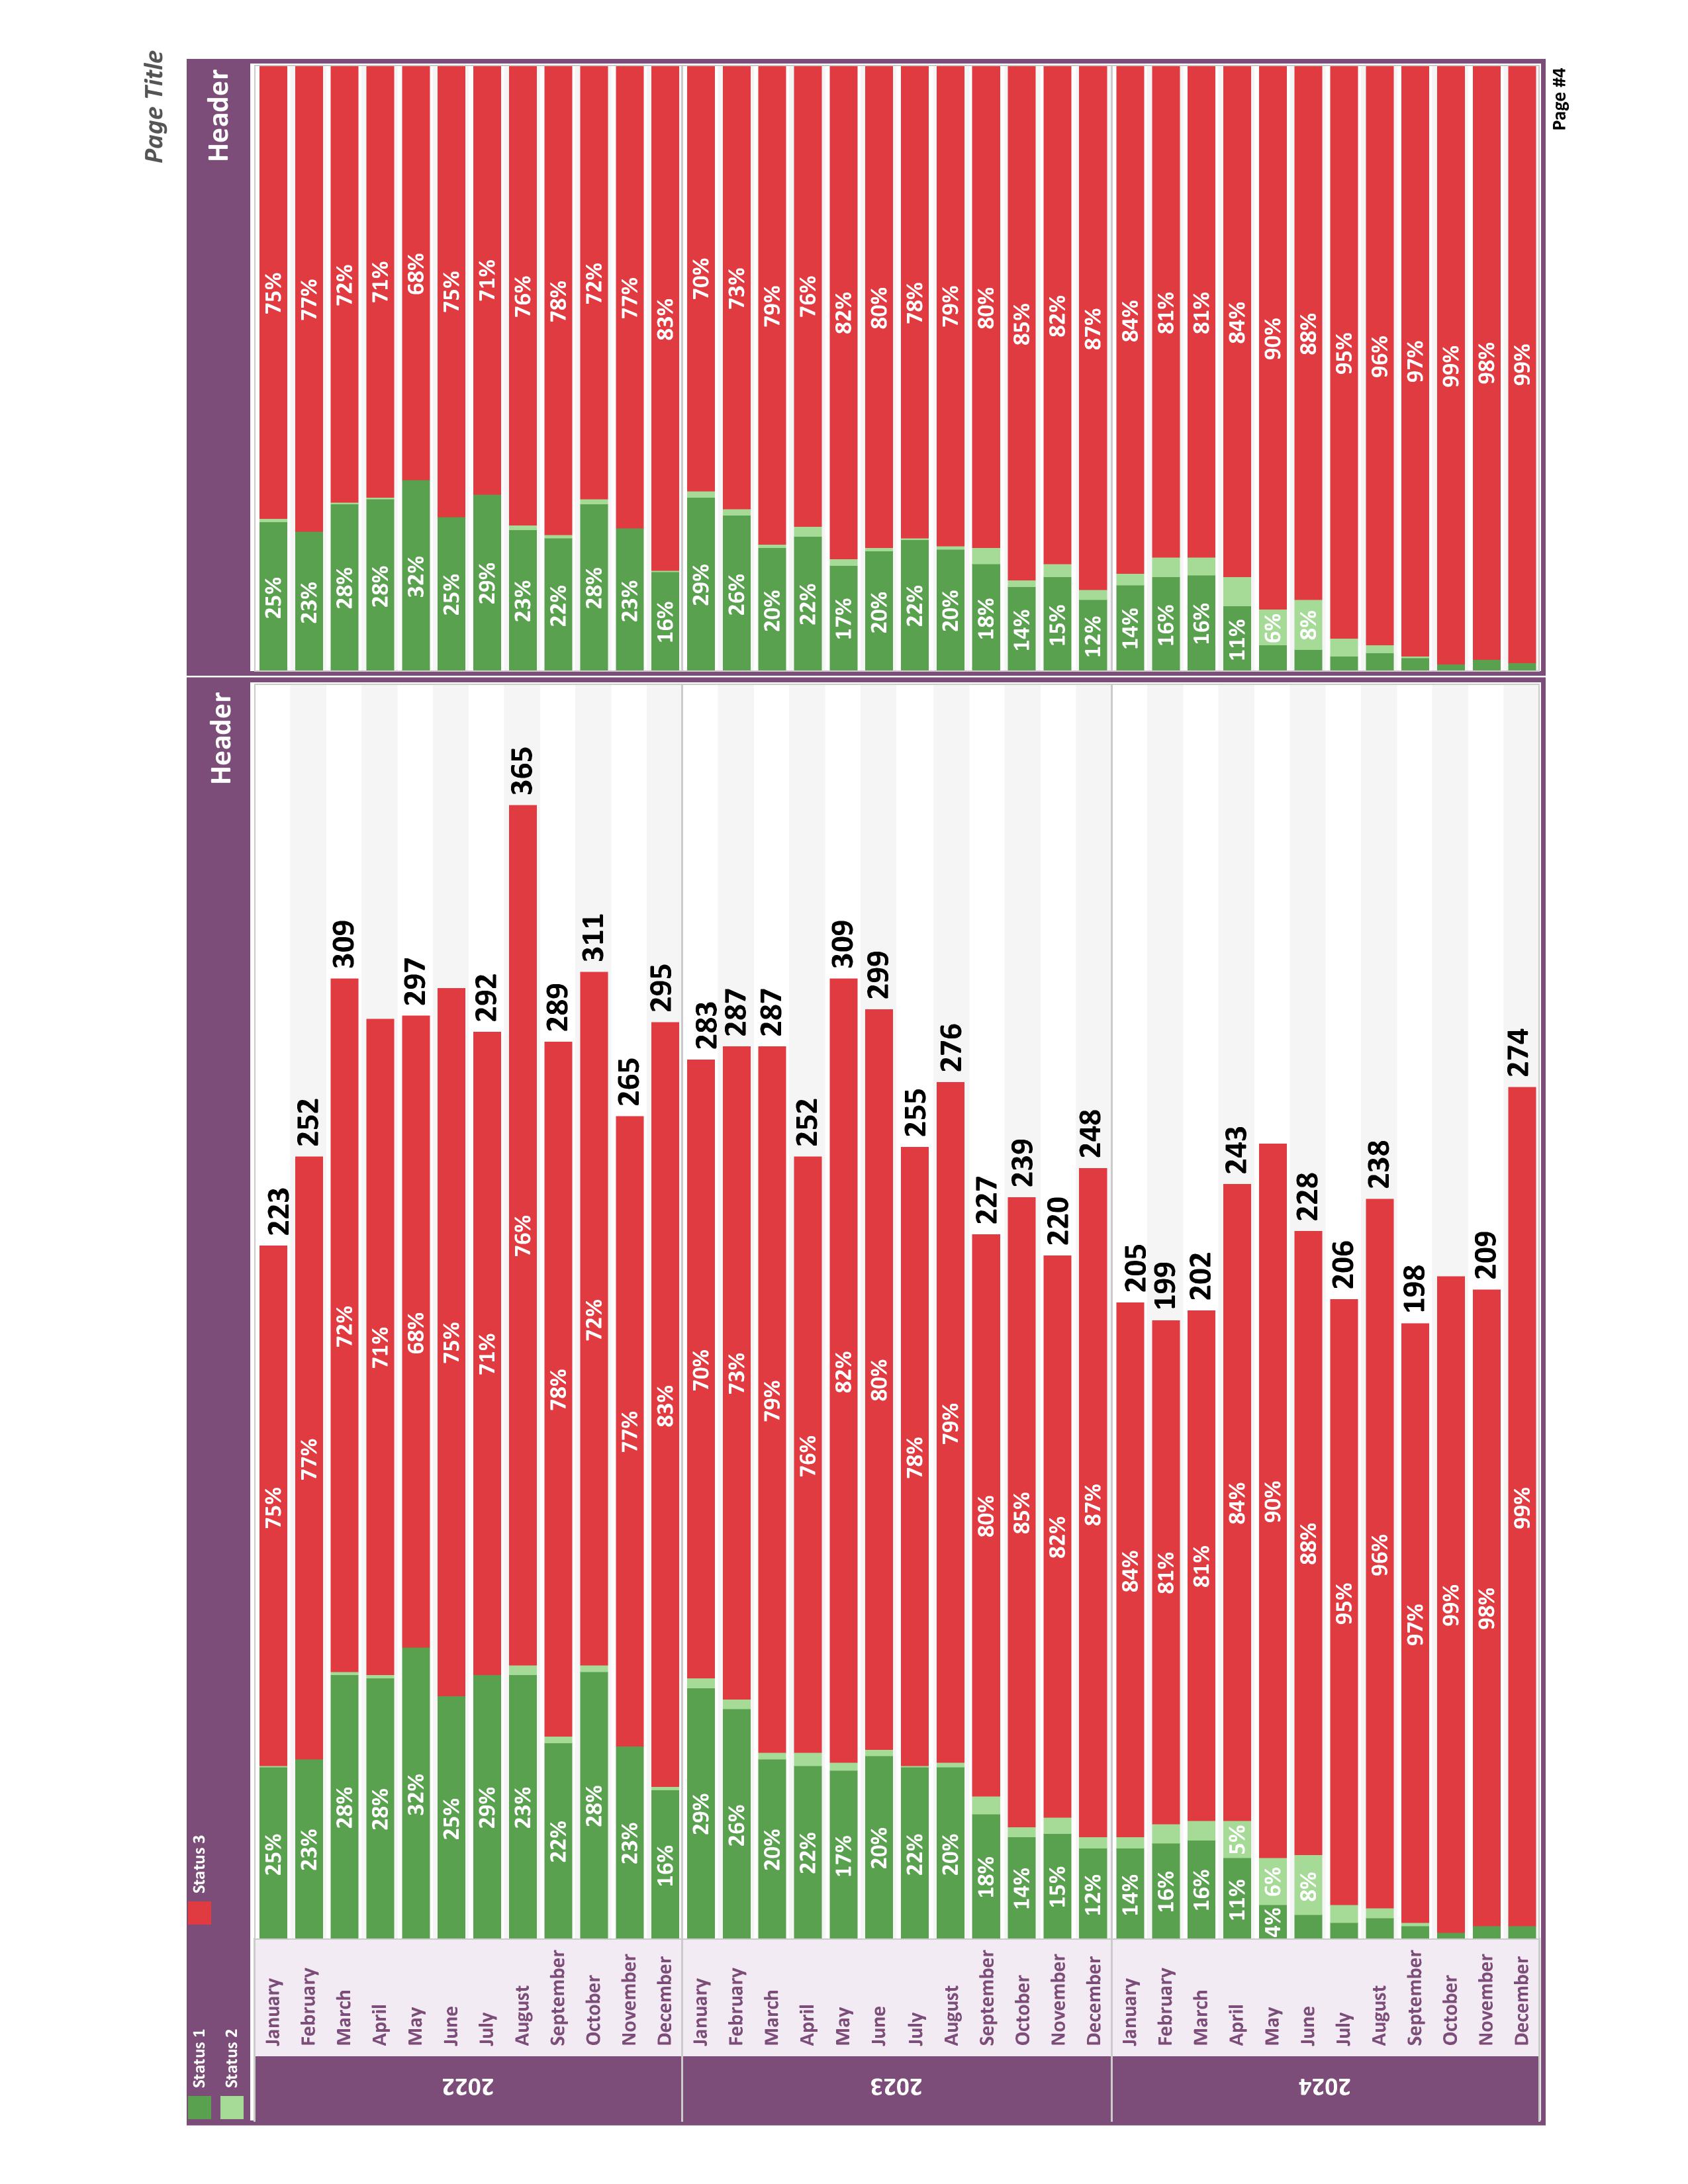 Page Title
Status 1 Status 3
Status 2
Header Header
2022
January 25% 75% 223 25% 75%
February 23% 77% 252 23% 77%
March 28% 72% 309 28% 72%
April 28% 71% 28% 71%
May 32% 68% 297 32% 68%
June 25% 75% 25% 75%
July 29% 71% 292 29% 71%
August 23% 76% 365 23% 76%
September 22% 78% 289 22% 78%
October 28% 72% 311 28% 72%
November 23% 77% 265 23% 77%
December 16% 83% 295 16% 83%
2023
January 29% 70% 283 29% 70%
February 26% 73% 287 26% 73%
March 20% 79% 287 20% 79%
April 22% 76% 252 22% 76%
May 17% 82% 309 17% 82%
June 20% 80% 299 20% 80%
July 22% 78% 255 22% 78%
August 20% 79% 276 20% 79%
September 18% 80% 227 18% 80%
October 14% 85% 239 14% 85%
November 15% 82% 220 15% 82%
December 12% 87% 248 12% 87%
2024
January 14% 84% 205 14% 84%
February 16% 81% 199 16% 81%
March 16% 81% 202 16% 81%
April 11% 5% 84% 243 11% 84%
May 4% 6% 90% 6% 90%
June 8% 88% 228 8% 88%
July 95% 206 95%
August 96% 238 96%
September 97% 198 97%
October 99% 99%
November 98% 209 98%
December 99% 274 99%
Page #4